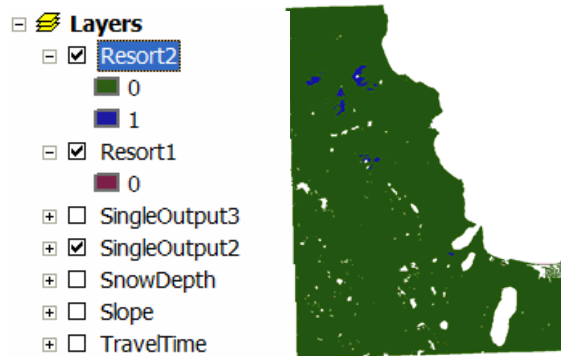 Layers
Resort2
0
1
Resort1
0
SingleOutput3
SingleOutput2
SnowDepth
Slope
TravelTime